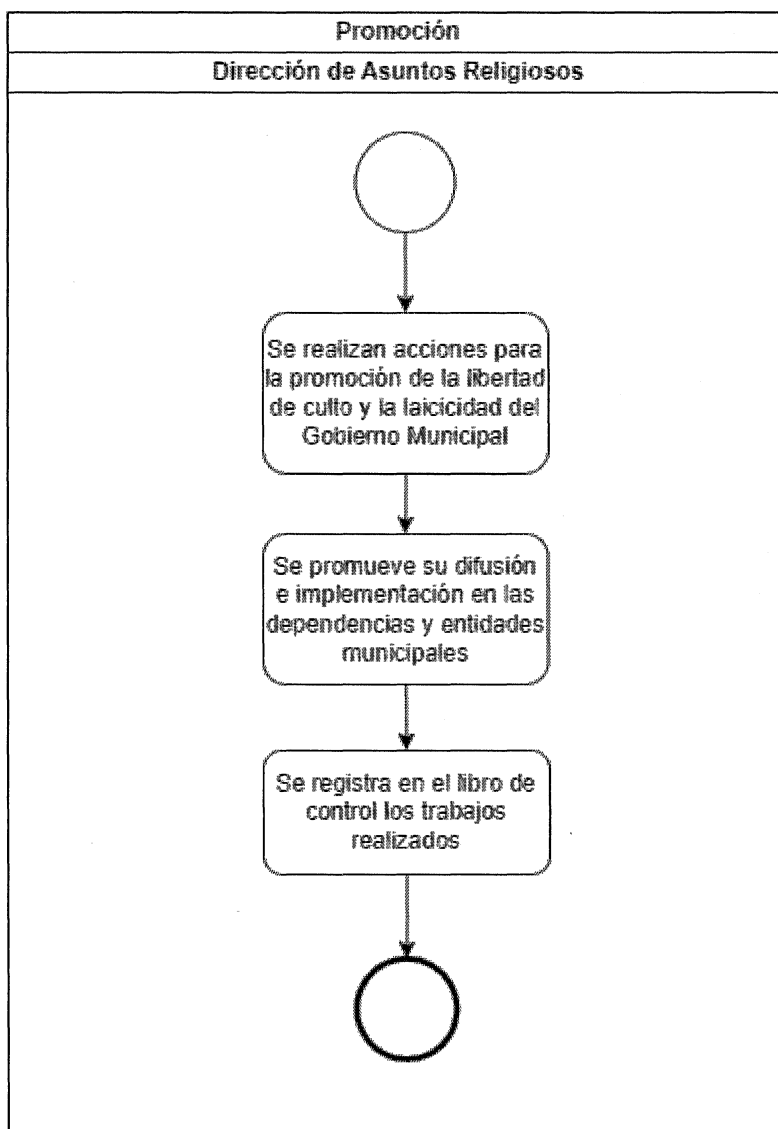 Promoción
Dirección de Asuntos Religiosos
Se realizan acciones para
la promoción de la libertad
de culto y la laicicidad del
Gobierno Municipal
Se promueve su difusión
e implementación en las
dependencias y entidades
municipales
Se registra en el libro de
control los trabajos
realizados